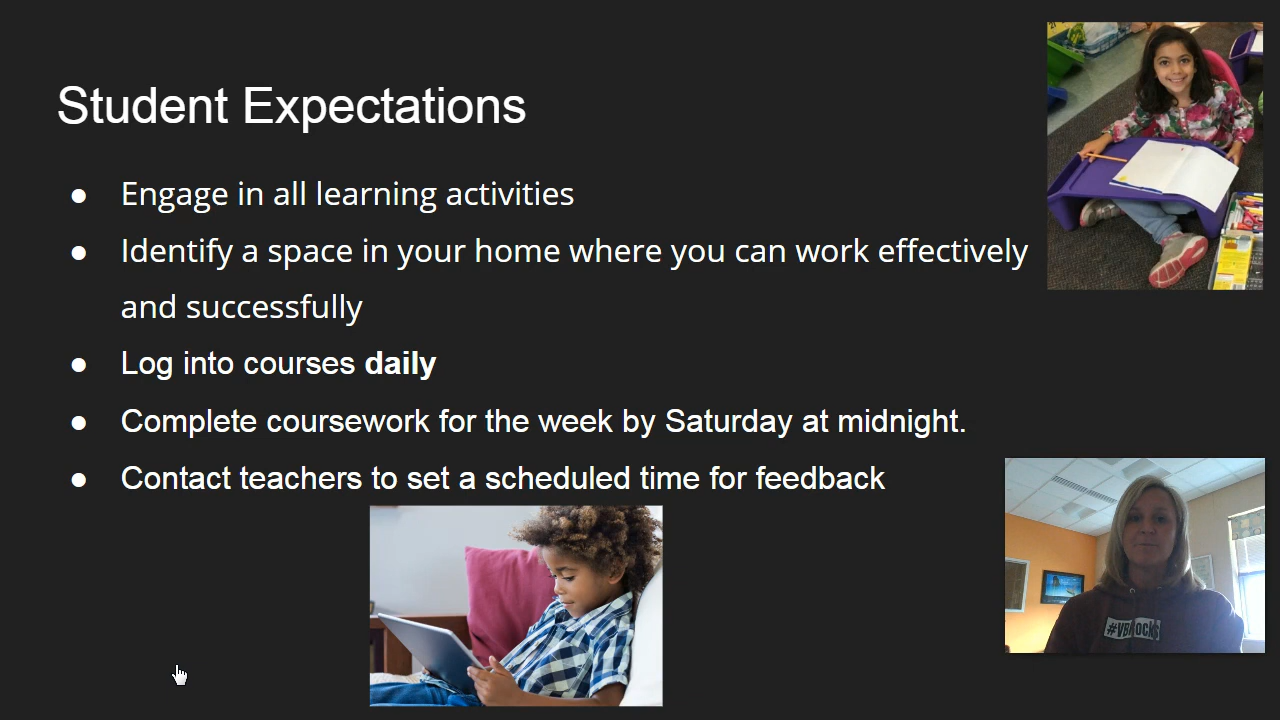 Student Expectations
● Engage in all learning activities
● Identify a space in your home where you can work effectively
and successfully
● Log into courses daily
● Complete coursework for the week by Saturday at midnight.
● Contact teachers to set a scheduled time for feedback